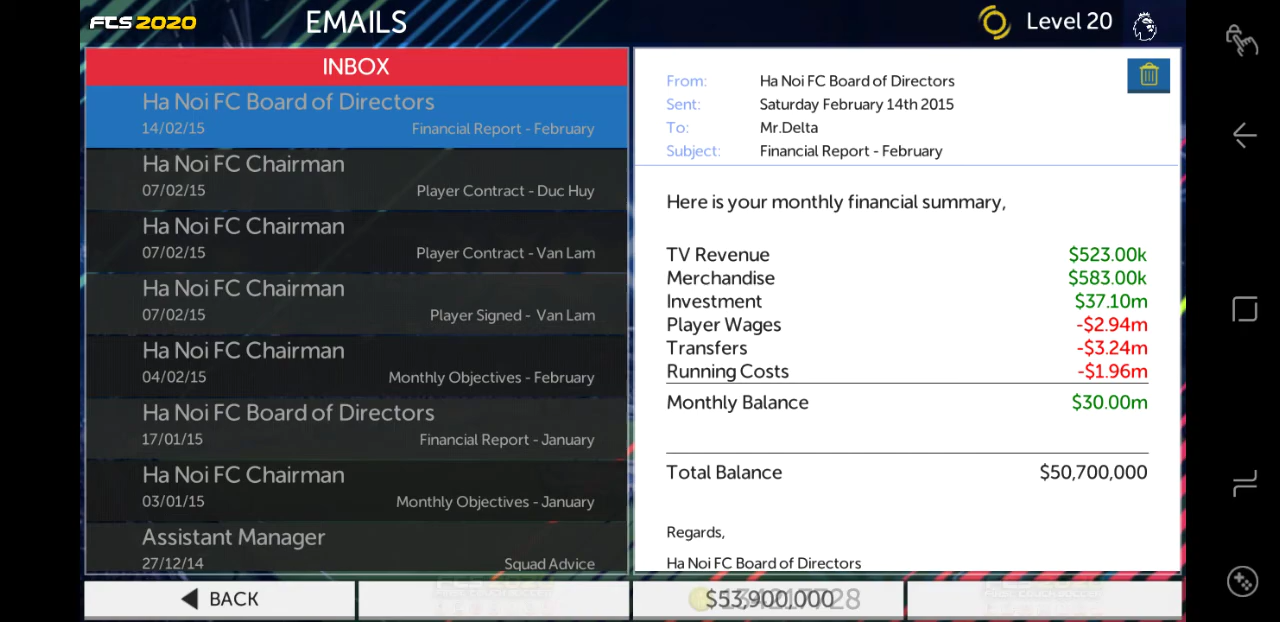 FTS 2020
EMAILS
Level 20
INBOX
Ha Noi FC Board of Directors
14/02/15 Financial Report - February
Ha Noi FC Chairman
07/02/15 Player Contract - Duc Huy
Ha Noi FC Chairman
07/02/15 Player Contract - Van Lam
Ha Noi FC Chairman
07/02/15 Player Signed - Van Lam
Ha Noi FC Chairman
04/02/15 Monthly Objectives - February
Ha Noi FC Board of Directors
17/01/15 Financial Report - January
Ha Noi FC Chairman
03/01/15 Monthly Objectives - January
Assistant Manager
27/12/14 Squad Advice
From: Ha Noi FC Board of Directors
Sent: Saturday February 14th 2015
To: Mr.Delta
Subject: Financial Report - February
Here is your monthly financial summary,
TV Revenue $523.00k
Merchandise $583.00k
Investment $37.10m
Player Wages -$2.94m
Transfers -$3.24m
Running Costs -$1.96m
Monthly Balance $30.00m
Total Balance $50,700,000
Regards,
Ha Noi FC Board of Directors
BACK
$53,900,000